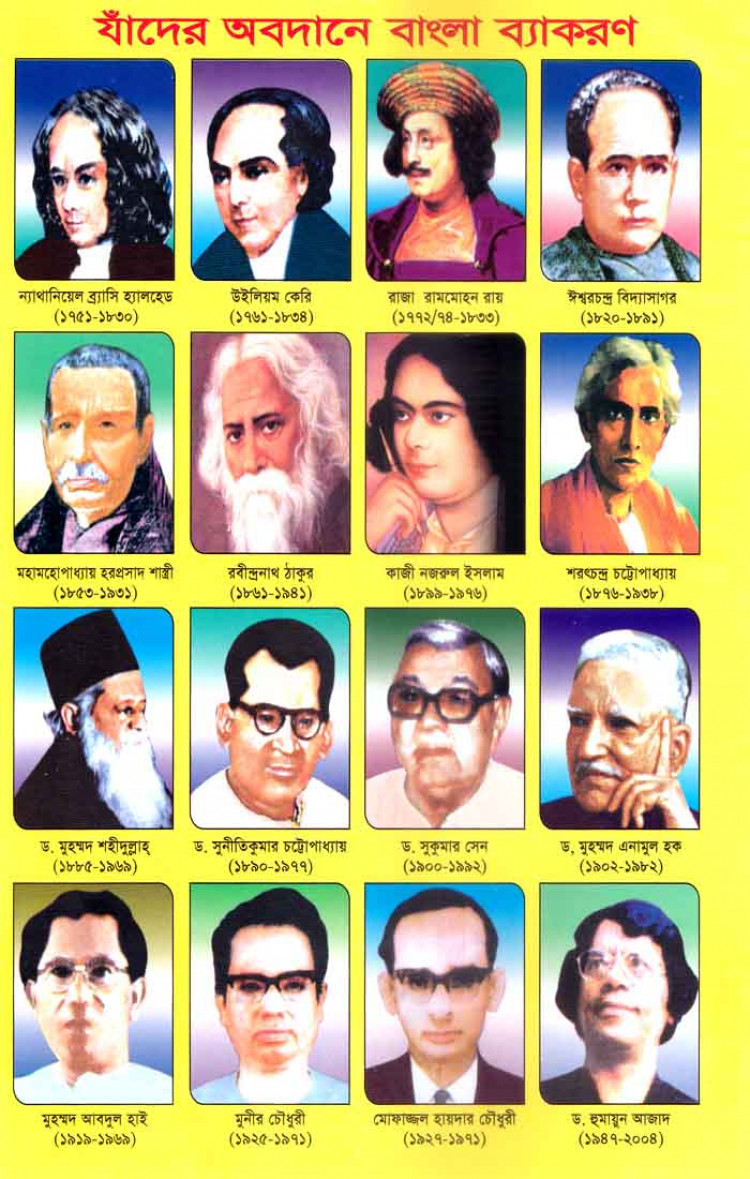 যাঁদের অবদানে বাংলা ব্যাকরণ
ন্যাথানিয়েল ব্র্যাসি হ্যালহেড
(১৭৫১-১৮৩০)
উইলিয়ম কেরি
(১৭৬১-১৮৩৪)
রাজা রামমোহন রায়
(১৭৭২/৭৪-১৮৩৩)
ঈশ্বরচন্দ্র বিদ্যাসাগর
(১৮২০-১৮৯১)
মহামহোপাধ্যায় হরপ্রসাদ শাস্ত্রী
(১৮৫৩-১৯৩১)
রবীন্দ্রনাথ ঠাকুর
(১৮৬১-১৯৪১)
কাজী নজরুল ইসলাম
(১৮৯৯-১৯৭৬)
শরৎচন্দ্র চট্টোপাধ্যায়
(১৮৭৬-১৯৩৮)
ড. মুহম্মদ শহীদুল্লাহ্
(১৮৮৫-১৯৬৯)
ড. সুনীতিকুমার চট্টোপাধ্যায়
(১৮৯০-১৯৭৭)
ড. সুকুমার সেন
(১৯০০-১৯৯২)
ড, মুহম্মদ এনামুল হক
(১৯০২-১৯৮২)
মুহম্মদ আবদুল হাই
(১৯১৯-১৯৬৯)
মুনীর চৌধুরী
(১৯২৫-১৯৭১)
মোফাজ্জল হায়দার চৌধুরী
(১৯২৭-১৯৭১)
ড. হুমায়ুন আজাদ
(১৯৪৭-২০০৪)